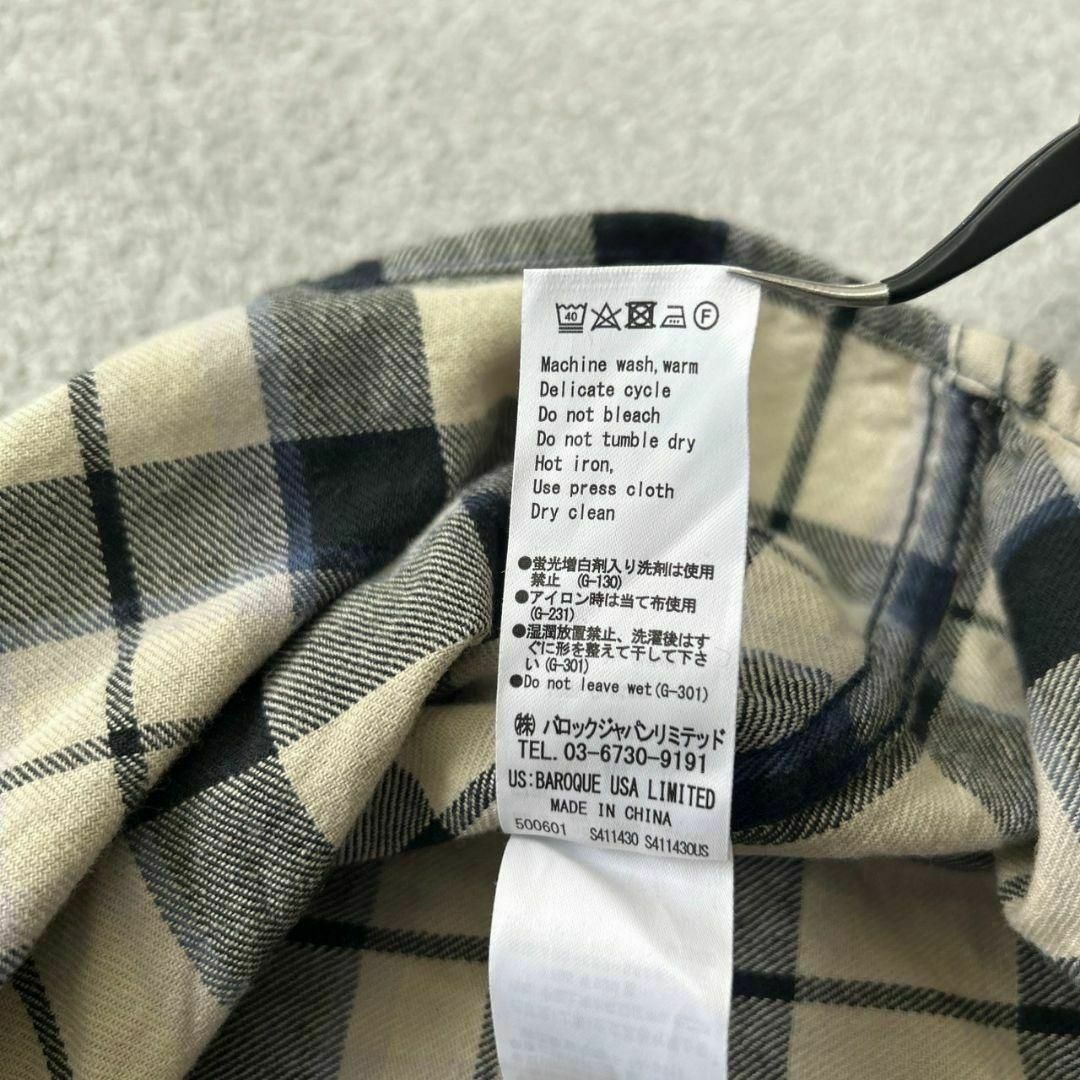 40 F
Machine wash, warm
Delicate cycle
Do not bleach
Do not tumble dry
Hot iron,
Use press cloth
Dry clean
●蛍光増白剤入り洗剤は使用
禁止 (G-130)
●アイロン時は当て布使用
(G-231)
●湿潤放置禁止、洗濯後はす
ぐに形を整えて干して下さ
い(G-301)
●Do not leave wet(G-301)
㈱ バロックジャパンリミテッド
TEL. 03-6730-9191
US:BAROQUE USA LIMITED
MADE IN CHINA
500601 S411430 S411430US